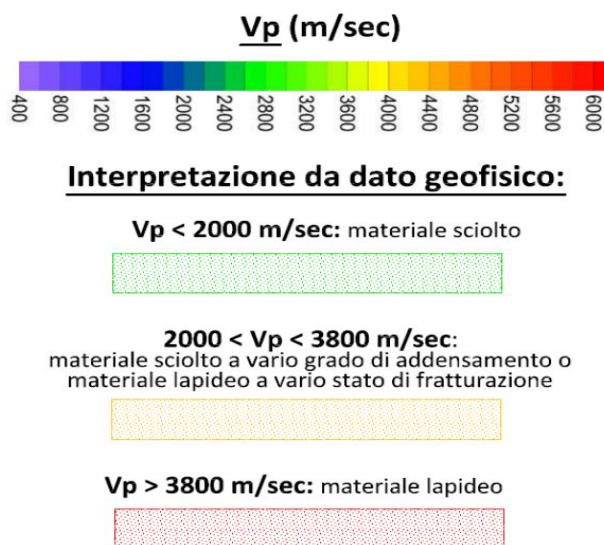 Vp (m/sec)
400 800 1200 1600 2000 2400 2800 3200 3600 4000 4400 4800 5200 5600 6000
Interpretazione da dato geofisico:
Vp < 2000 m/sec: materiale sciolto
2000 < Vp < 3800 m/sec:
materiale sciolto a vario grado di addensamento o
materiale lapideo a vario stato di fratturazione
Vp > 3800 m/sec: materiale lapideo